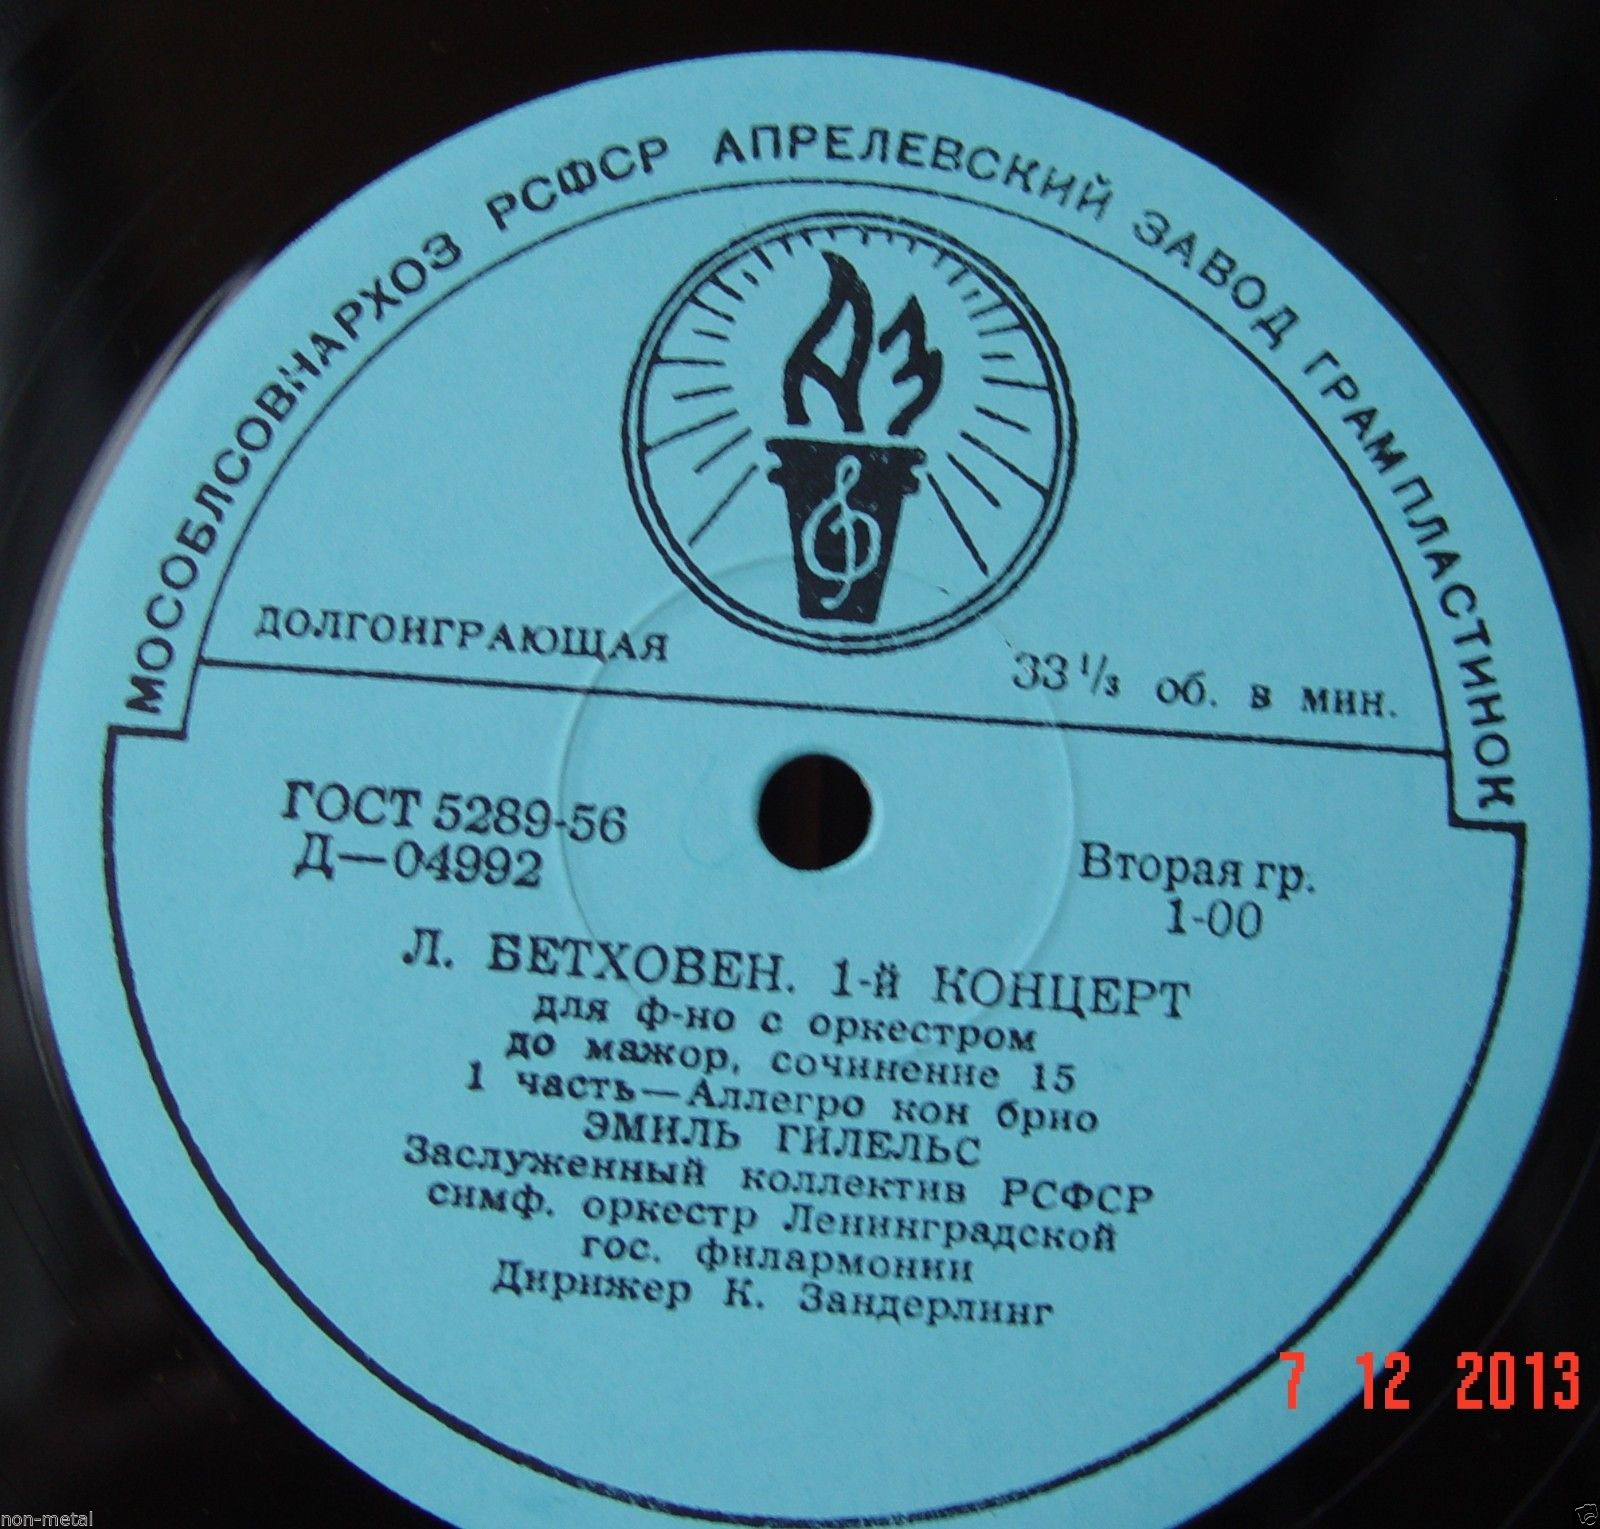 МОСОБЛСОВНАРХОЗ РСФСР АПРЕЛЕВСКИЙ ЗАВОД ГРАМПЛАСТИНОК
АЗ
ДОЛГОИГРАЮЩАЯ
33 1/3 об. в мин.
ГОСТ 5289-56
Д—04992
Вторая гр.
1-00
Л. БЕТХОВЕН. 1-й КОНЦЕРТ
для ф-но с оркестром
до мажор, сочинение 15
1 часть—Аллегро кон брио
ЭМИЛЬ ГИЛЕЛЬС
Заслуженный коллектив РСФСР
симф. оркестр Ленинградской
гос. филармонии
Дирижер К. Зандерлинг
7 12 2013
non-metal